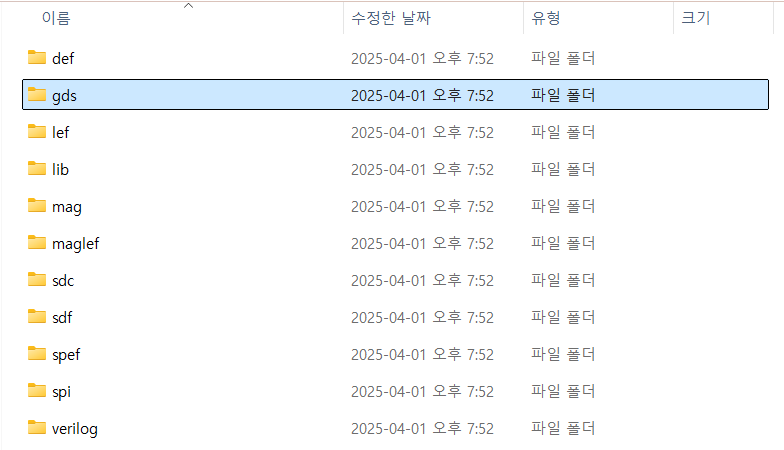 이름 수정한 날짜 유형 크기
def 2025-04-01 오후 7:52 파일 폴더
gds 2025-04-01 오후 7:52 파일 폴더
lef 2025-04-01 오후 7:52 파일 폴더
lib 2025-04-01 오후 7:52 파일 폴더
mag 2025-04-01 오후 7:52 파일 폴더
maglef 2025-04-01 오후 7:52 파일 폴더
sdc 2025-04-01 오후 7:52 파일 폴더
sdf 2025-04-01 오후 7:52 파일 폴더
spef 2025-04-01 오후 7:52 파일 폴더
spi 2025-04-01 오후 7:52 파일 폴더
verilog 2025-04-01 오후 7:52 파일 폴더